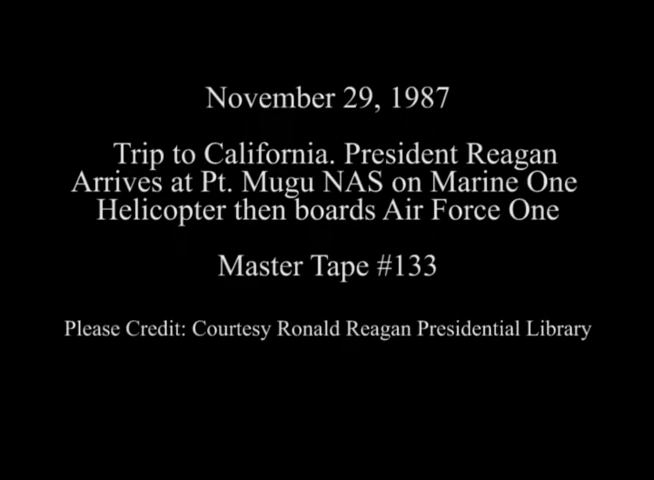 November 29, 1987
Trip to California. President Reagan
Arrives at Pt. Mugu NAS on Marine One
Helicopter then boards Air Force One
Master Tape #133
Please Credit: Courtesy Ronald Reagan Presidential Library